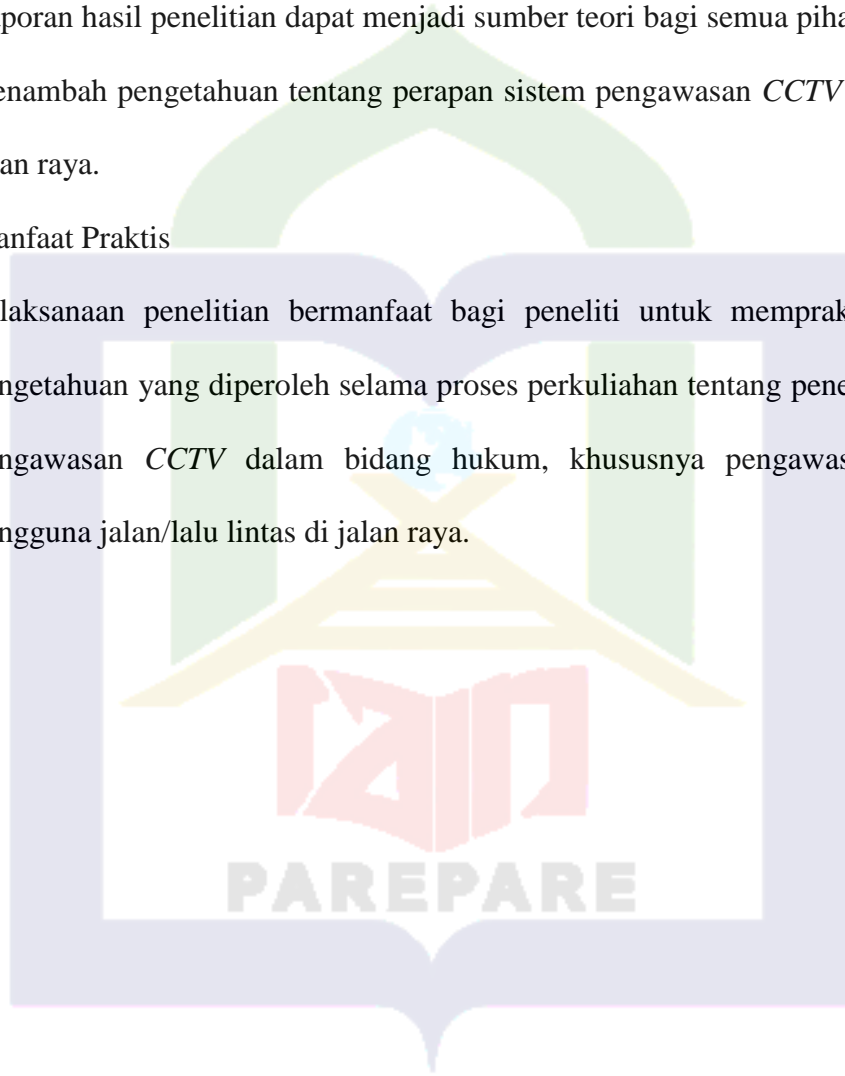 poran hasil penelitian dapat menjadi sumber teori bagi semua piha
enambah pengetahuan tentang perapan sistem pengawasan CCTV
an raya.
anfaat Praktis
laksanaan penelitian bermanfaat bagi peneliti untuk memprak
ngetahuan yang diperoleh selama proses perkuliahan tentang pene
ngawasan CCTV dalam bidang hukum, khususnya pengawas
ngguna jalan/lalu lintas di jalan raya.
iain
PAREPARE